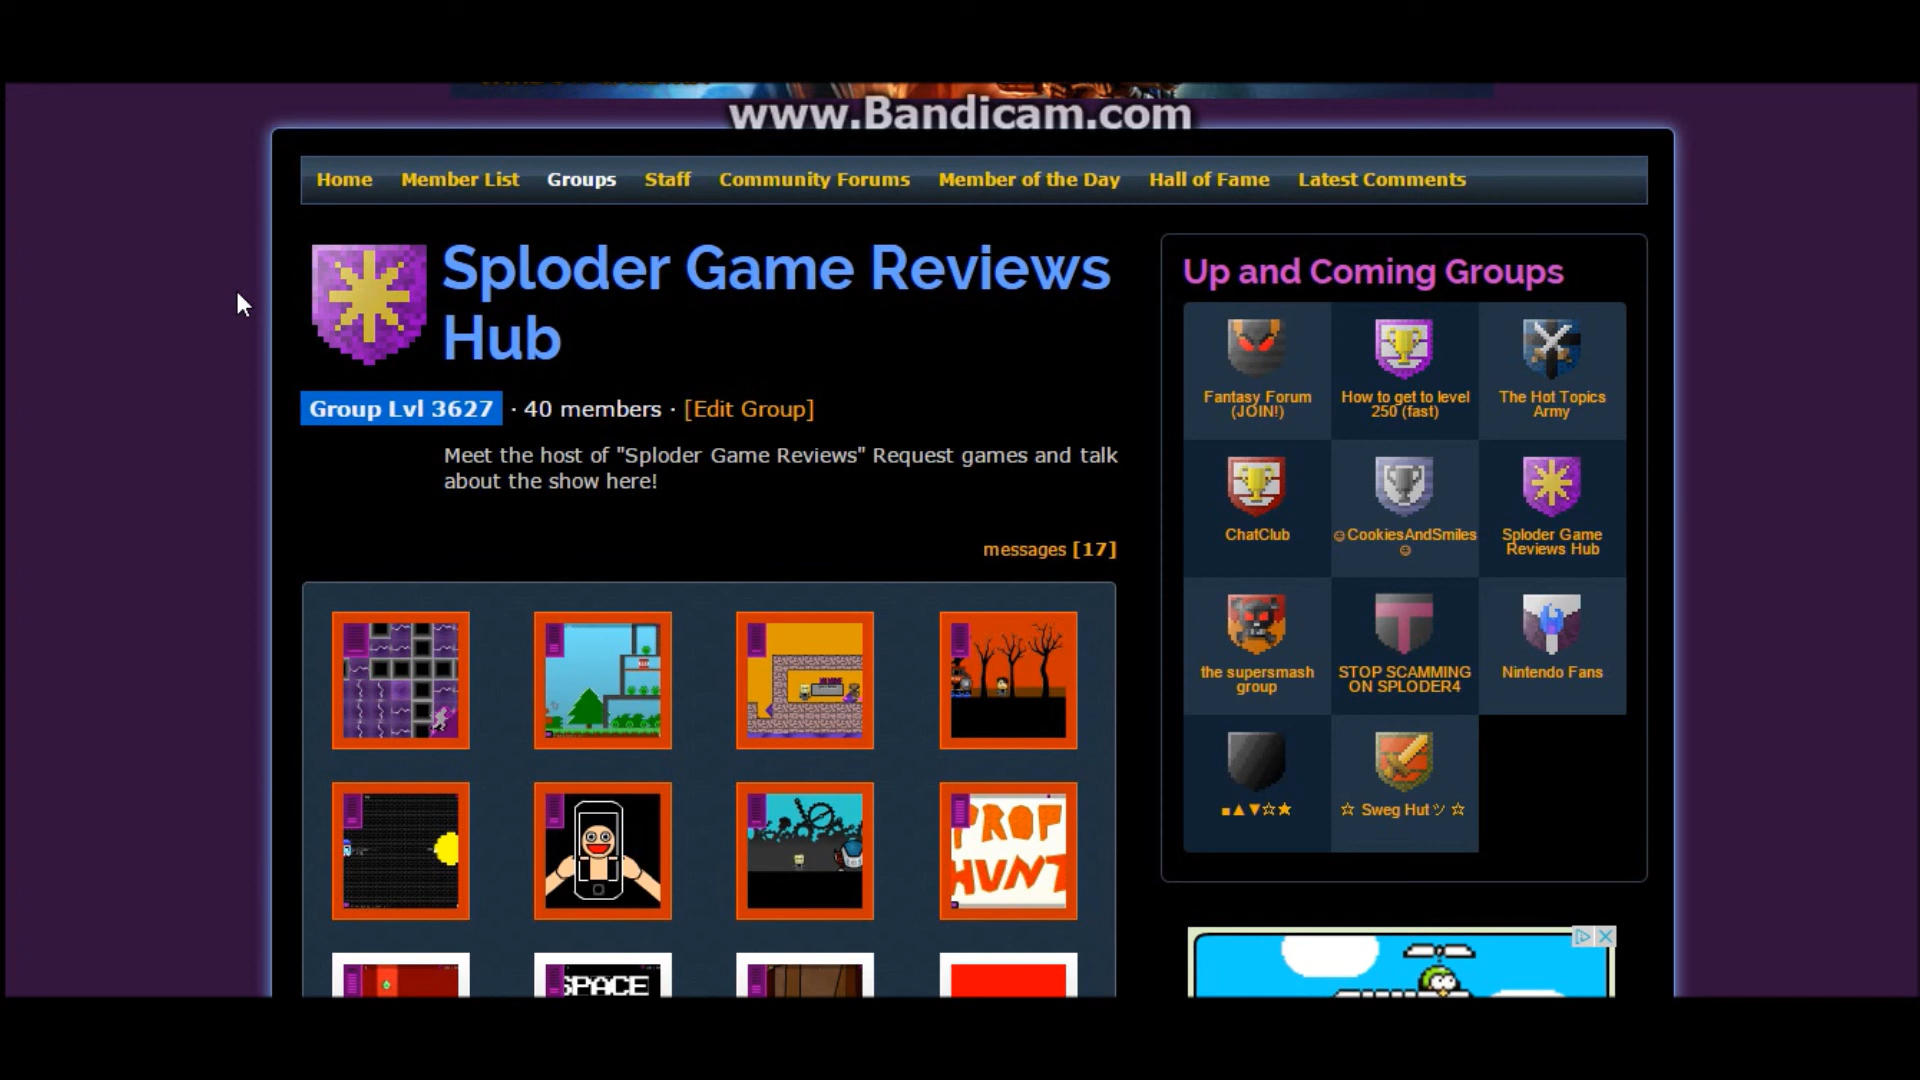 www.Bandicam.com
Home Member List Groups Staff Community Forums Member of the Day Hall of Fame Latest Comments
Sploder Game Reviews
Hub
Group Lvl 3627 · 40 members · [Edit Group]
Meet the host of "Sploder Game Reviews" Request games and talk
about the show here!
messages [17]
PROP
HUNT
SPACE
Up and Coming Groups
Fantasy Forum
(JOIN!)
How to get to level
250 (fast)
The Hot Topics
Army
ChatClub
☺CookiesAndSmiles
☺
Sploder Game
Reviews Hub
the supersmash
group
STOP SCAMMING
ON SPLODER4
Nintendo Fans
■▲▼☆★
☆ Sweg Hutツ ☆